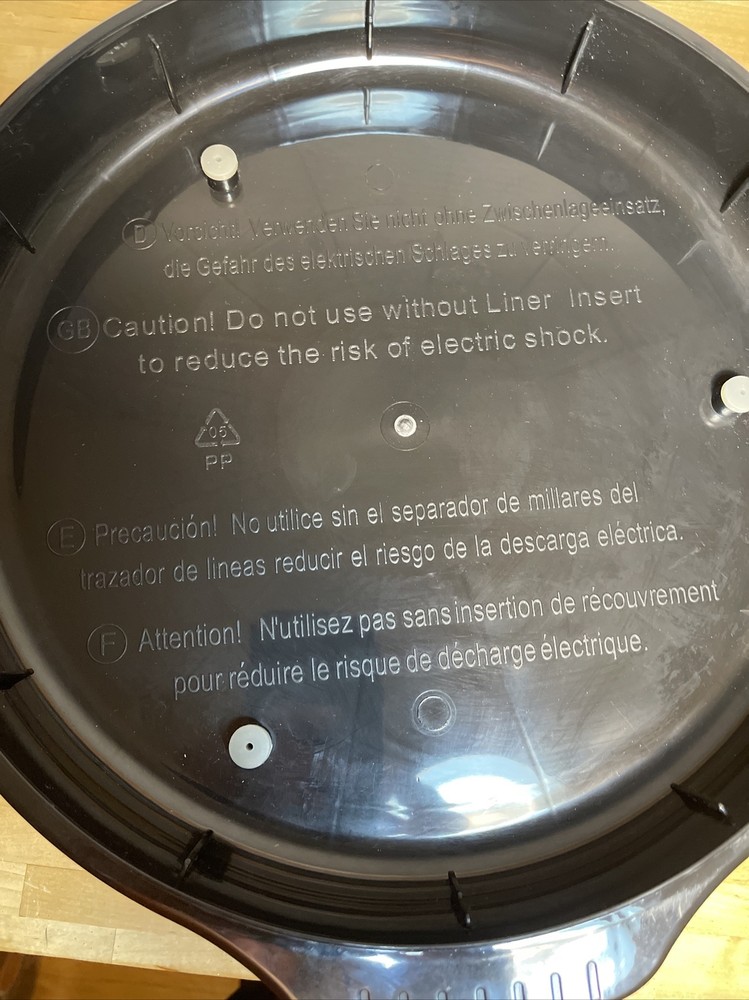 D Vorsicht! Verwenden Sie nicht ohne Zwischenlageeinsatz,
die Gefahr des elektrischen Schlages zu verringern.
GB Caution! Do not use without Liner Insert
to reduce the risk of electric shock.
05
PP
E Precaución! No utilice sin el separador de millares del
trazador de lineas reducir el riesgo de la descarga eléctrica.
F Attention! N'utilisez pas sans insertion de récouvrement
pour réduire le risque de décharge électrique.